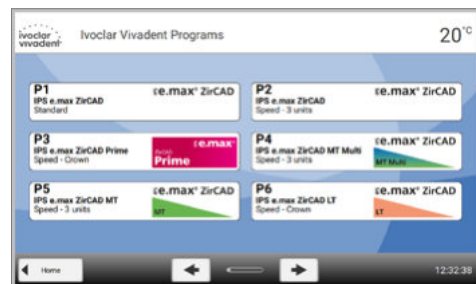 ivoclar
vivadent
Ivoclar Vivadent Programs
20°C
P1
IPS e.max ZirCAD
Standard
e.max® ZirCAD
P2
IPS e.max ZirCAD
Speed - 3 units
e.max® ZirCAD
P3
IPS e.max ZirCAD Prime
Speed - Crown
e.max®
ZirCAD
Prime
P4
IPS e.max ZirCAD MT Multi
Speed - 3 units
e.max® ZirCAD
MT Multi
P5
IPS e.max ZirCAD MT
Speed - 3 units
e.max® ZirCAD
MT
P6
IPS e.max ZirCAD LT
Speed - Crown
e.max® ZirCAD
LT
Home
12:32:38